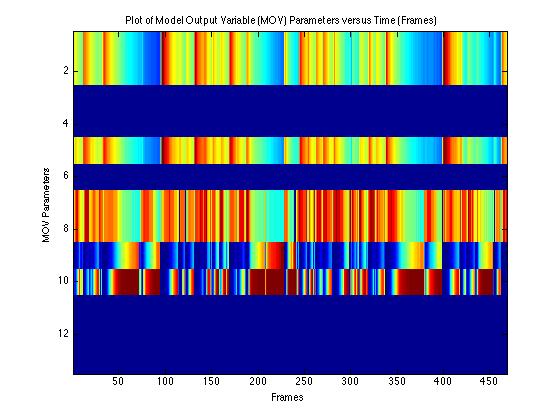 Plot of Model Output Variable (MOV) Parameters versus Time (Frames)
2
4
6
8
10
12
MOV Parameters
50 100 150 200 250 300 350 400 450
Frames